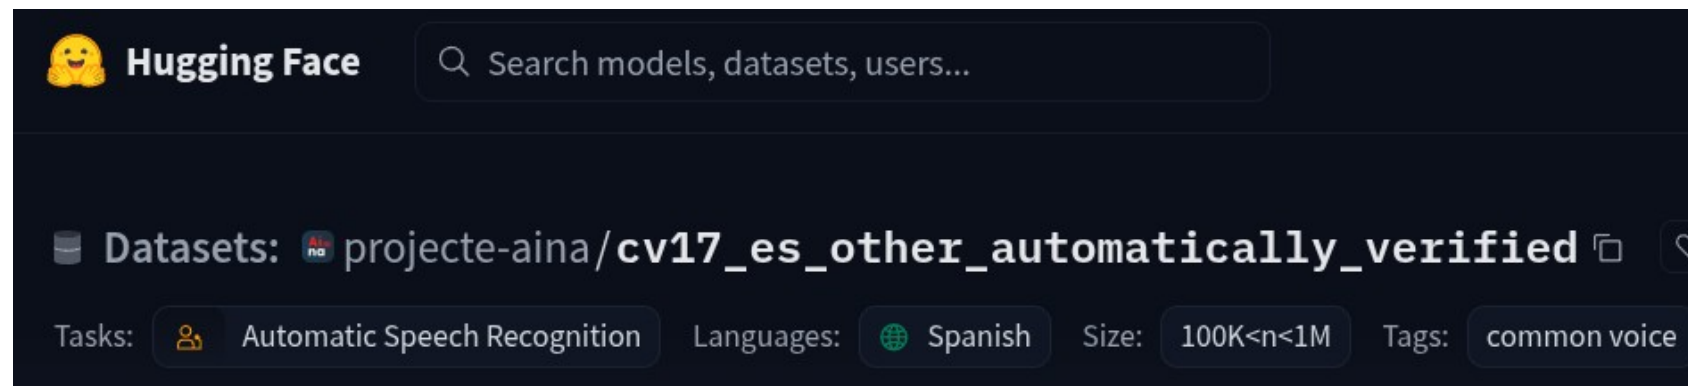 Hugging Face Search models, datasets, users...
Datasets: Aina projecte-aina/cv17_es_other_automatically_verified
Tasks: Automatic Speech Recognition Languages: Spanish Size: 100K<n<1M Tags: common voice